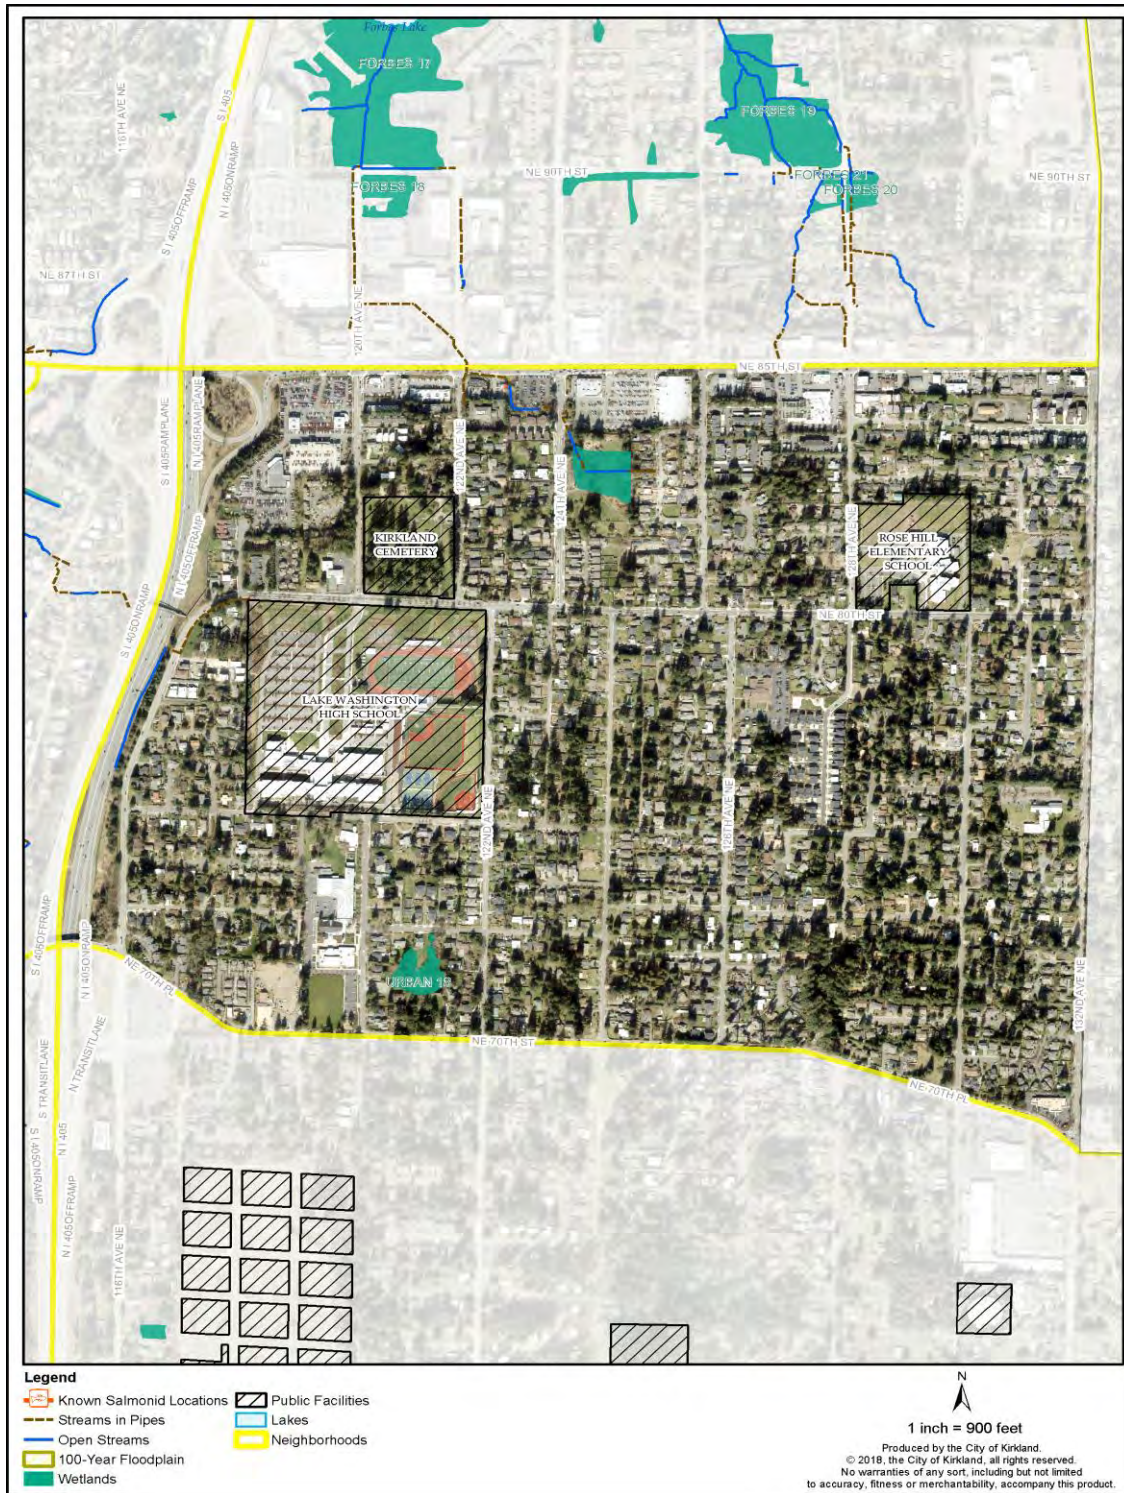 Forbes Lake
FORBES 17
S I 405
116TH AVE NE
N I 405ONRAMP
S I 405OFFRAMP
FORBES 19
FORBES 18
NE 90TH ST
FORBES 21
FORBES 20
NE 90TH ST
NE 87TH ST
120TH AVE NE
NE 85TH ST
S I 405RAMPLANE
N I 405RAMPLANE
122ND AVE NE
124TH AVE NE
128TH AVE NE
KIRKLAND
CEMETERY
ROSE HILL
ELEMENTARY
SCHOOL
N I 405OFFRAMP
N I 405ONRAMP
S I 405ONRAMP
NE 80TH ST
LAKE WASHINGTON
HIGH SCHOOL
122ND AVE NE
126TH AVE NE
S I 405OFFRAMP
N I 405ONRAMP
NE 70TH PL
URBAN 15
132ND AVE NE
NE 70TH ST
NE 70TH PL
S TRANSITLANE
N TRANSITLANE
S I 405ONRAMP
N I 405
N I 405OFFRAMP
116TH AVE NE
Legend
Known Salmonid Locations
Streams in Pipes
Open Streams
100-Year Floodplain
Wetlands
Public Facilities
Lakes
Neighborhoods
N
1 inch = 900 feet
Produced by the City of Kirkland.
© 2018, the City of Kirkland, all rights reserved.
No warranties of any sort, including but not limited
to accuracy, fitness or merchantability, accompany this product.